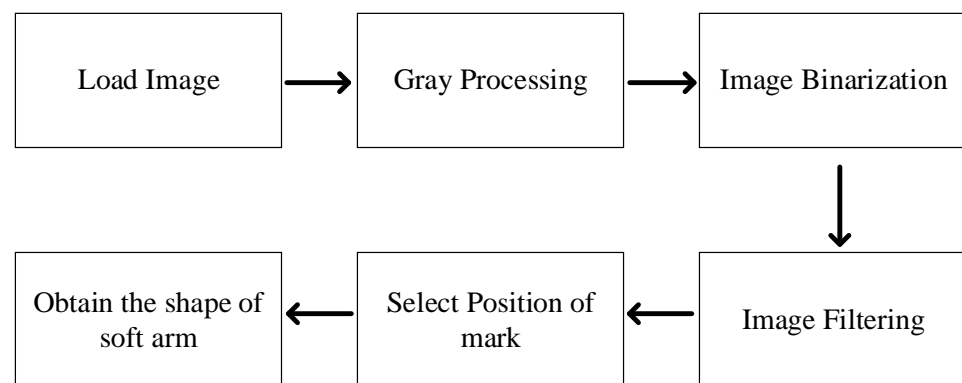 Load Image
Gray Processing
Image Binarization
Image Filtering
Select Position of
mark
Obtain the shape of
soft arm